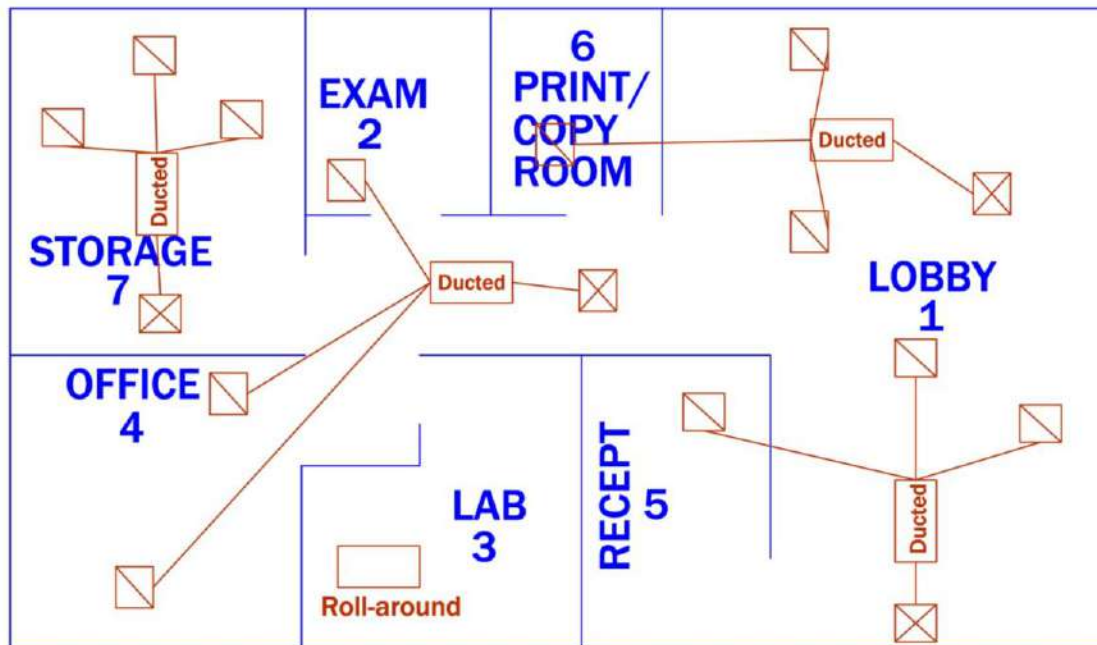 EXAM
2
6
PRINT/
COPY
ROOM
Ducted
Ducted
STORAGE
7
Ducted
LOBBY
1
OFFICE
4
RECEPT
5
LAB
3
Ducted
Roll-around